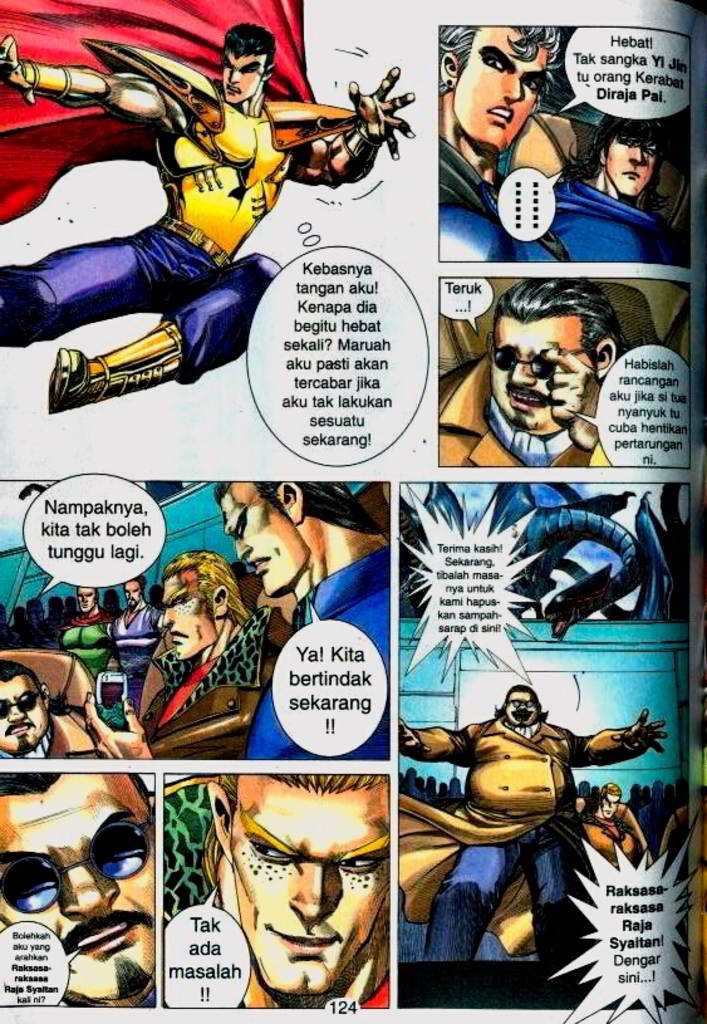 Kebasnya
tangan aku!
Kenapa dia
begitu hebat
sekali? Maruah
aku pasti akan
tercabar jika
aku tak lakukan
sesuatu
sekarang!
Hebat!
Tak sangka Yi Jin
tu orang Kerabat
Diraja Pai.
Teruk
...!
Habislah
rancangan
aku jika si tua
nyanyuk tu
cuba hentikan
pertarungan
ni.
Nampaknya,
kita tak boleh
tunggu lagi.
Ya! Kita
bertindak
sekarang
!!
Bolehkah
aku yang
arahkan
Raksasa-
raksasa
Raja Syaitan
kali ni?
Tak
ada
masalah
!!
Terima kasih!
Sekarang,
tibalah masa-
nya untuk
kami hapus-
kan sampah-
sarap di sini!
Raksasa-
raksasa
Raja
Syaitan!
Dengar
sini...!
124